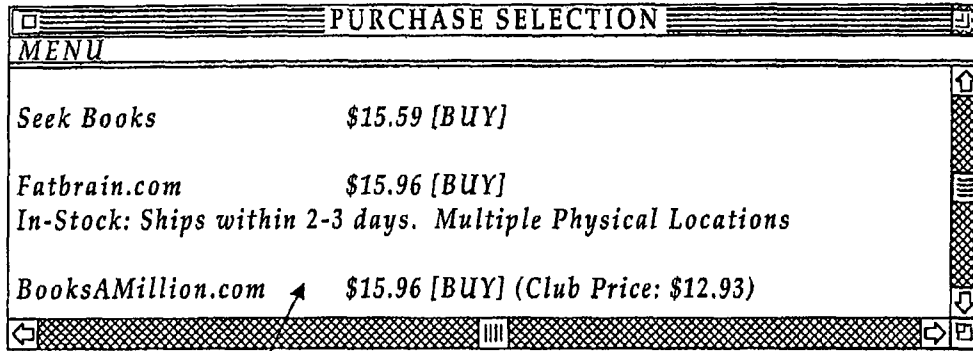 PURCHASE SELECTION
MENU
Seek Books $15.59 [BUY]
Fatbrain.com $15.96 [BUY]
In-Stock: Ships within 2-3 days. Multiple Physical Locations
BooksAMillion.com $15.96 [BUY] (Club Price: $12.93)